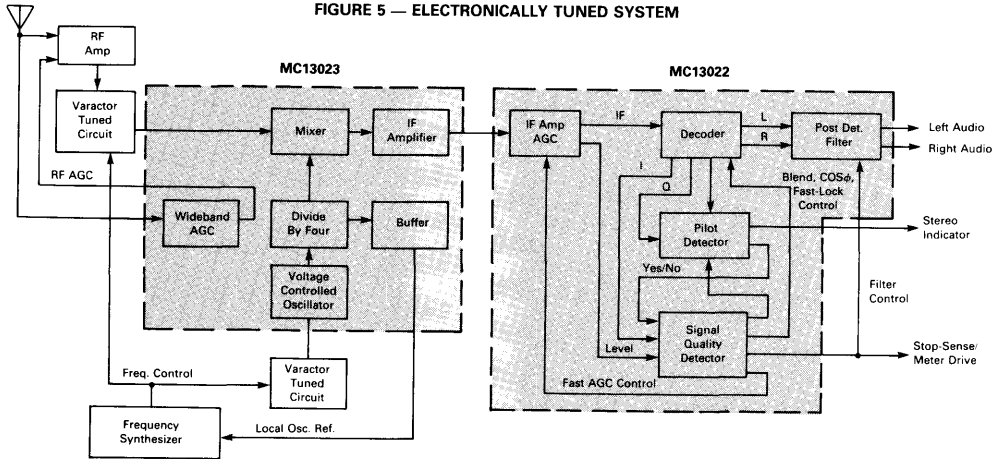 FIGURE 5 — ELECTRONICALLY TUNED SYSTEM
RF
Amp
MC13023
MC13022
Varactor
Tuned
Circuit
Mixer
IF
Amplifier
IF Amp
AGC
IF
Decoder
L
R
Post Det.
Filter
Left Audio
Right Audio
RF AGC
I
Q
Blend, COSϕ,
Fast-Lock
Control
Wideband
AGC
Divide
By Four
Buffer
Pilot
Detector
Stereo
Indicator
Yes/No
Voltage
Controlled
Oscillator
Filter
Control
Signal
Quality
Detector
Level
Stop-Sense/
Meter Drive
Freq. Control
Varactor
Tuned
Circuit
Fast AGC Control
Frequency
Synthesizer
Local Osc. Ref.